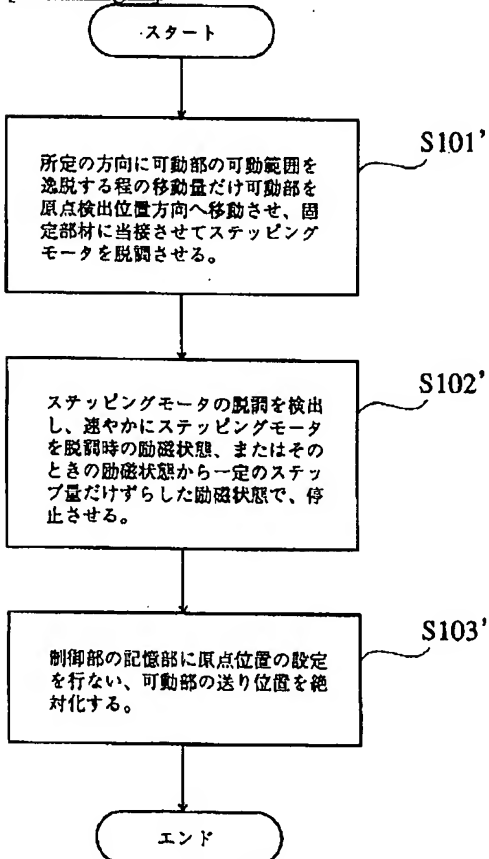 スタート
S101'
所定の方向に可動部の可動範囲を
逸脱する程の移動量だけ可動部を
原点検出位置方向へ移動させ、固
定部材に当接させてステッピング
モータを脱調させる。
S102'
ステッピングモータの脱調を検出
し、速やかにステッピングモータ
を脱調時の励磁状態、またはその
ときの励磁状態から一定のステッ
プ量だけずらした励磁状態で、停
止させる。
S103'
制御部の記憶部に原点位置の設定
を行ない、可動部の送り位置を絶
対化する。
エンド